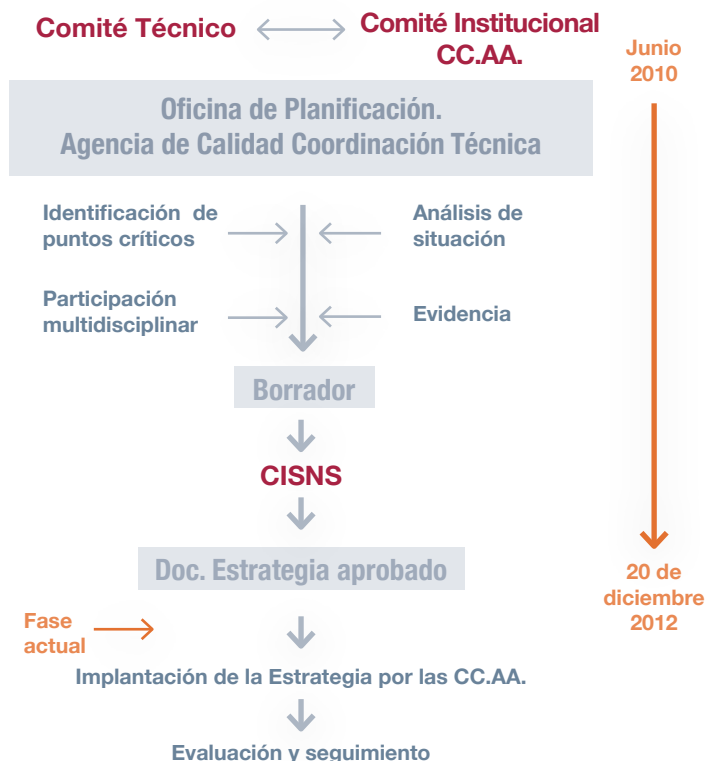 Comité Técnico
Comité Institucional
CC.AA.
Junio
2010
Oficina de Planificación.
Agencia de Calidad Coordinación Técnica
Identificación de
puntos críticos
Análisis de
situación
Participación
multidisciplinar
Evidencia
Borrador
CISNS
Doc. Estrategia aprobado
20 de
diciembre
2012
Fase
actual
Implantación de la Estrategia por las CC.AA.
Evaluación y seguimiento